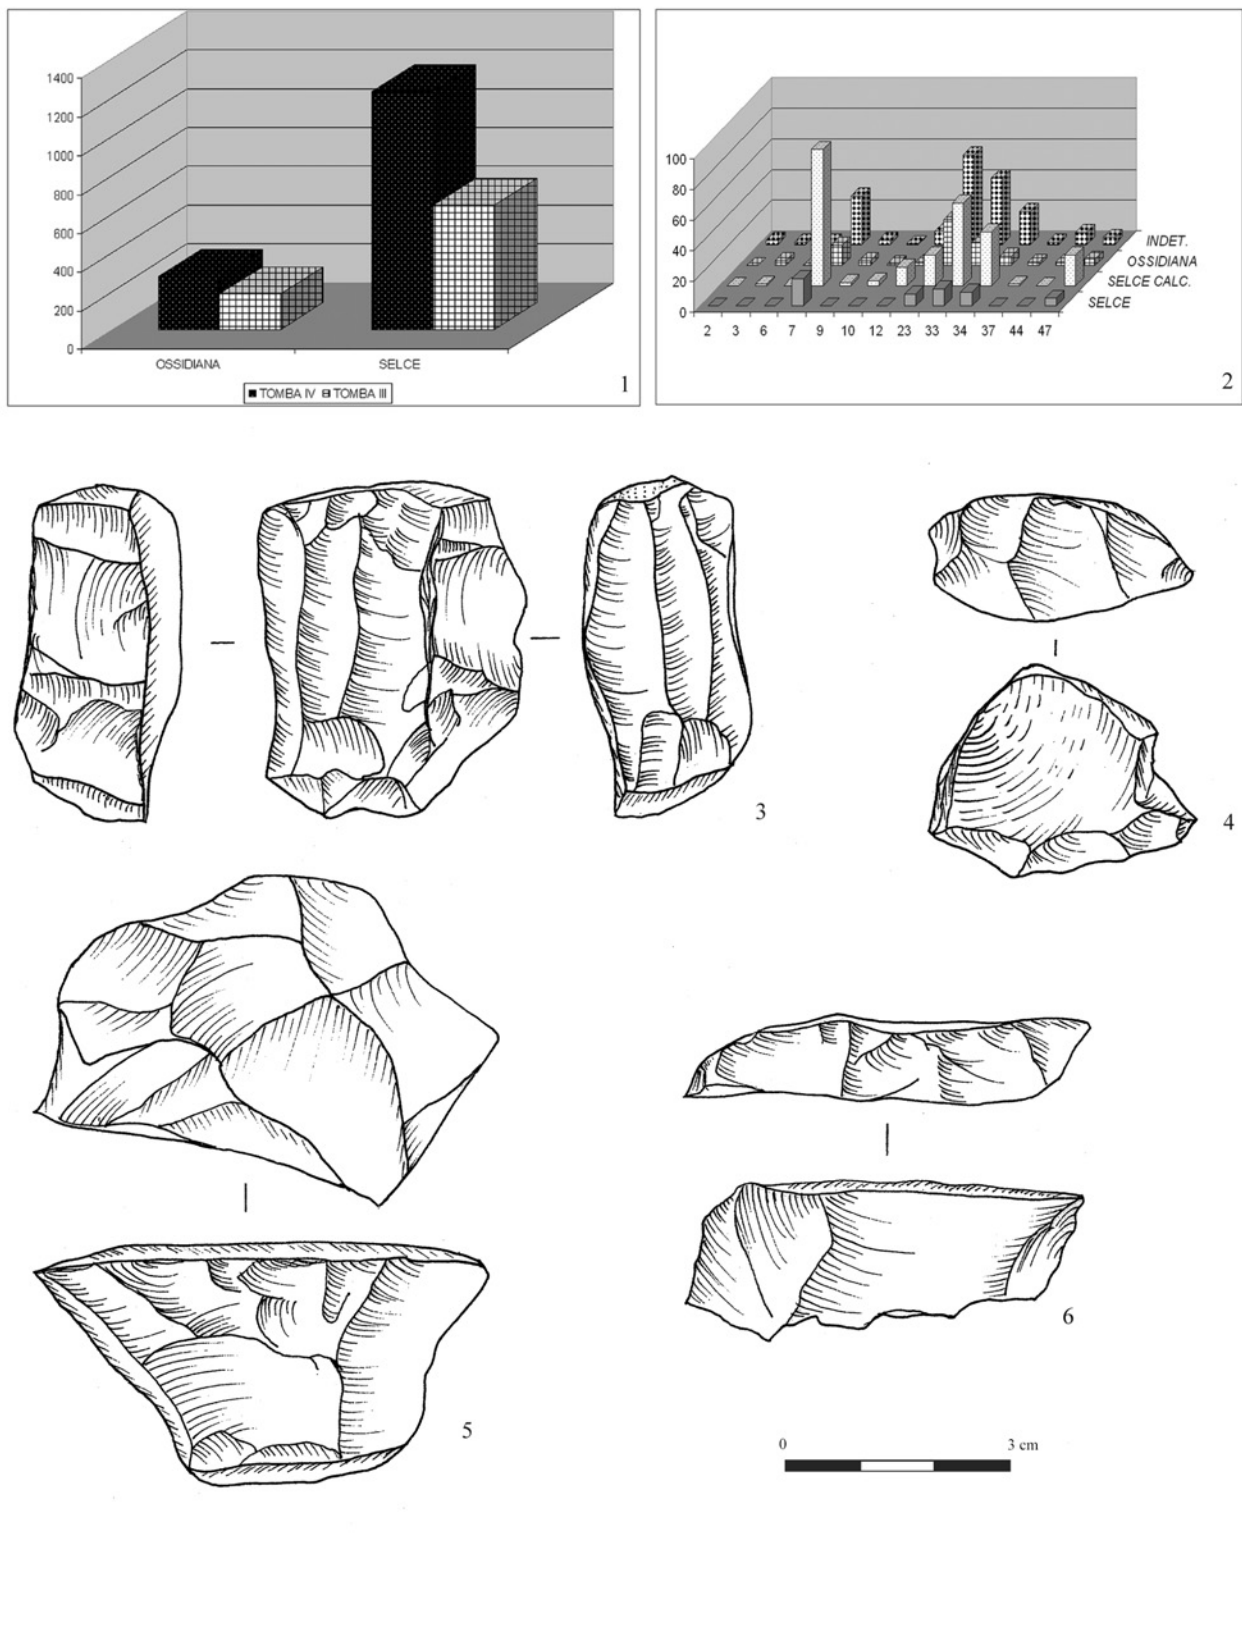 1400
1200
1000
800
600
400
200
0
OSSIDIANA SELCE
■ TOMBA IV ▦ TOMBA III
1
100
80
60
40
20
0
INDET.
OSSIDIANA
SELCE CALC.
SELCE
2 3 6 7 9 10 12 23 33 34 37 44 47
2
3
4
5
6
0 3 cm